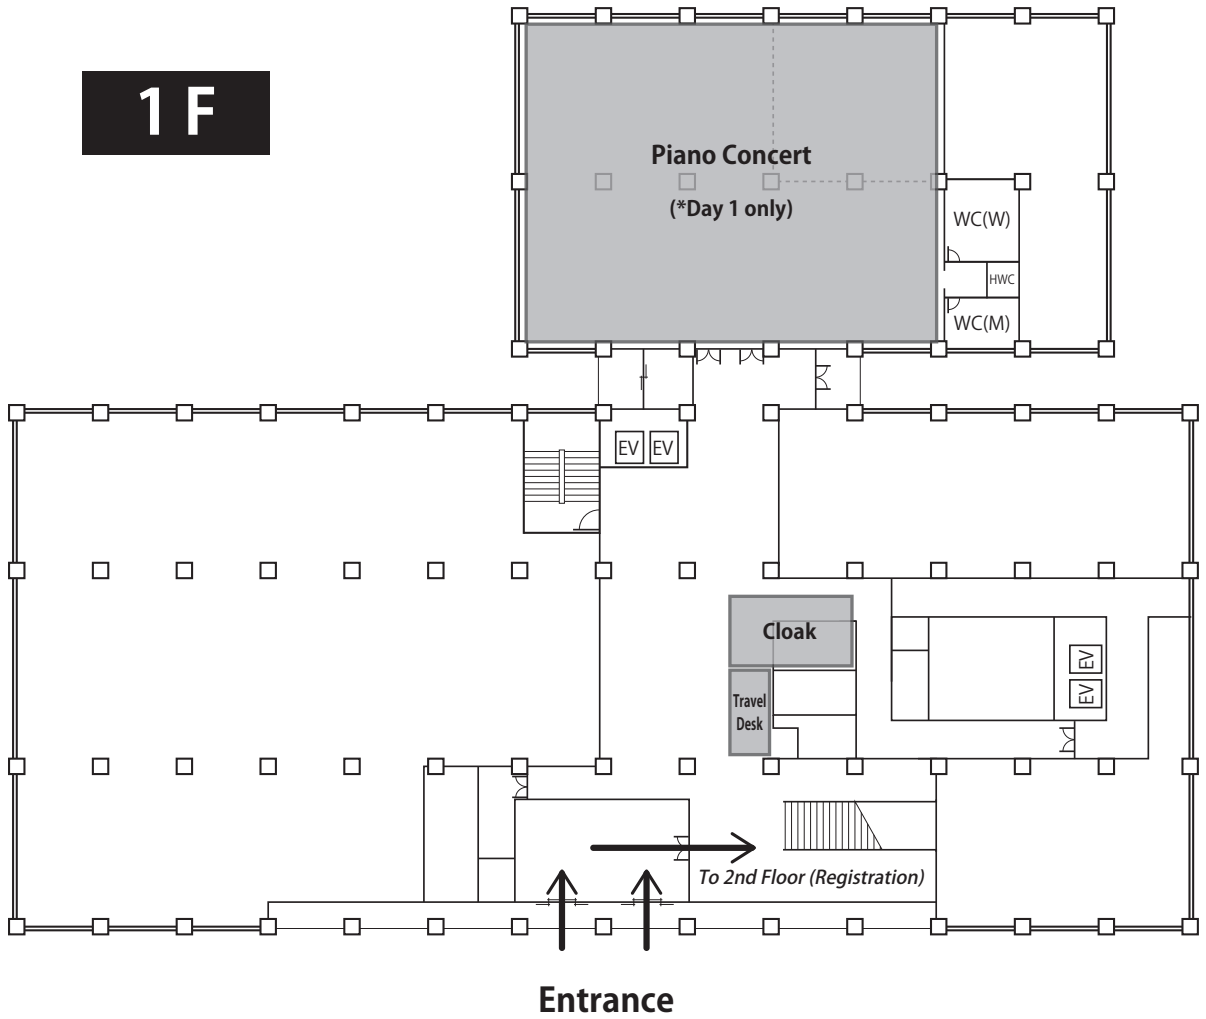 1 F
Piano Concert
(*Day 1 only)
WC(W)
HWC
WC(M)
EV EV
Cloak
Travel
Desk
EV
EV
To 2nd Floor (Registration)
Entrance